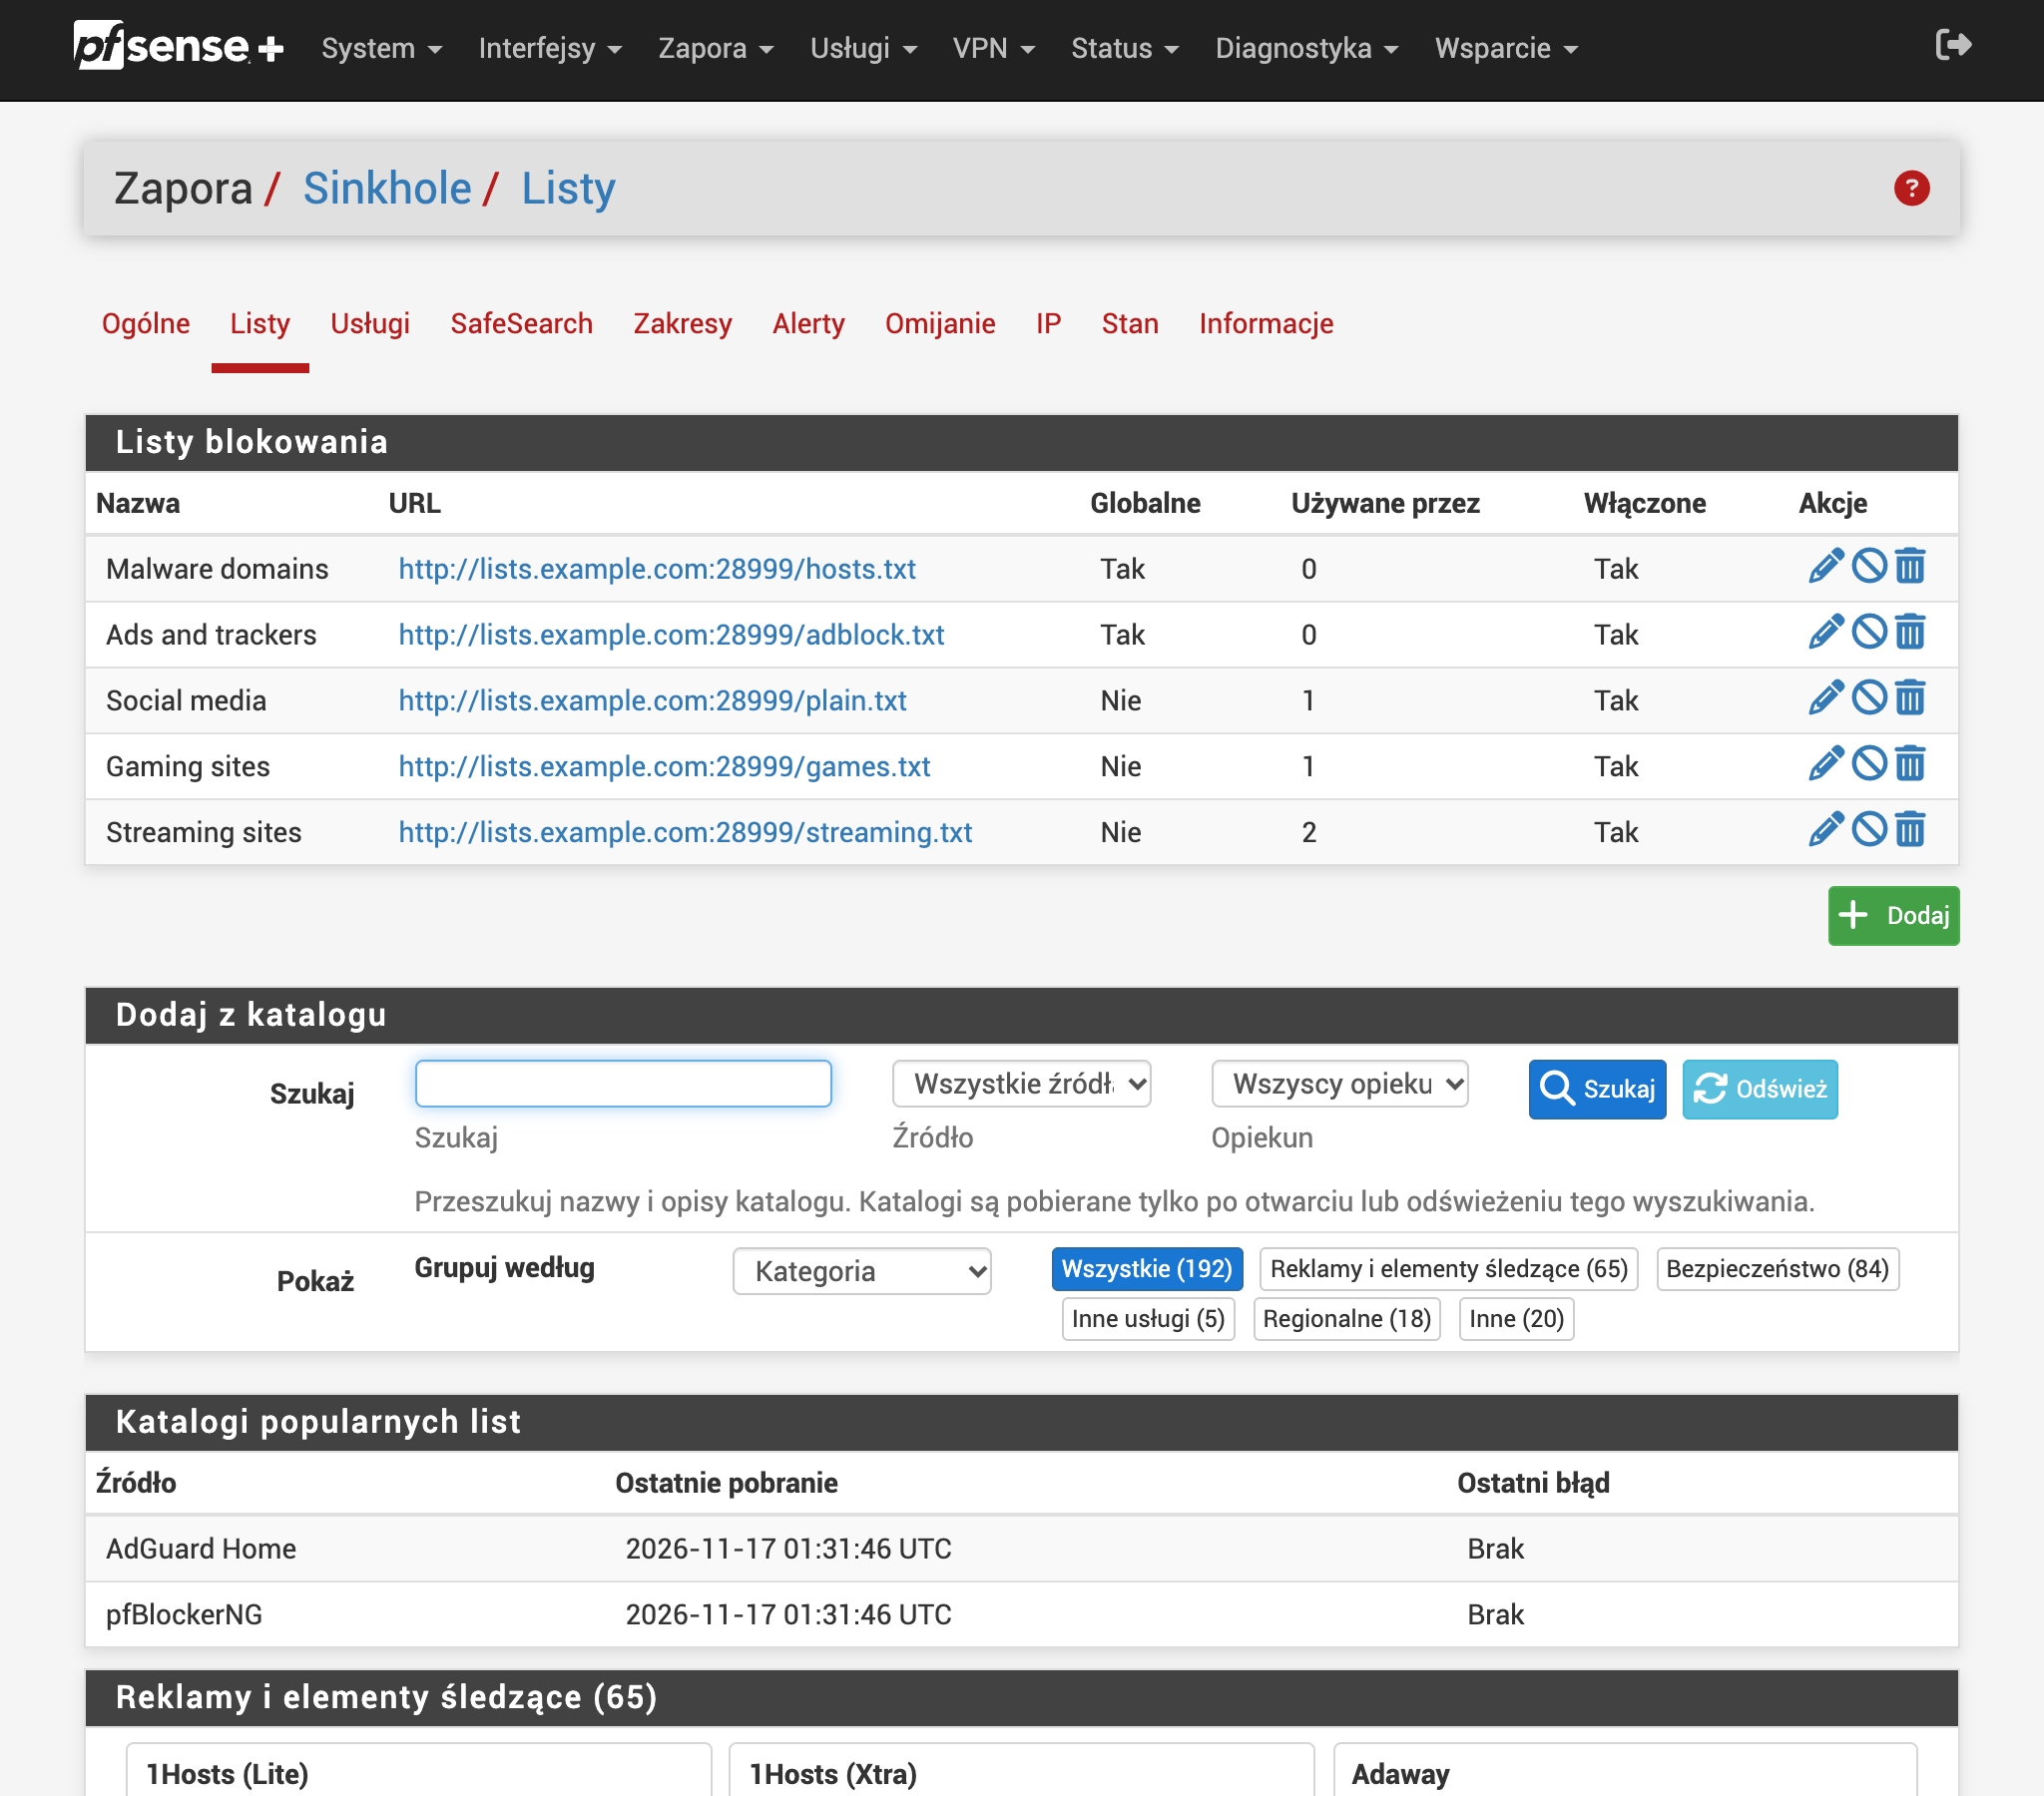 pfsense+ System Interfejsy Zapora Usługi VPN Status Diagnostyka Wsparcie
Zapora / Sinkhole / Listy
Ogólne Listy Usługi SafeSearch Zakresy Alerty Omijanie IP Stan Informacje
Listy blokowania
Nazwa URL Globalne Używane przez Włączone Akcje
Malware domains http://lists.example.com:28999/hosts.txt Tak 0 Tak
Ads and trackers http://lists.example.com:28999/adblock.txt Tak 0 Tak
Social media http://lists.example.com:28999/plain.txt Nie 1 Tak
Gaming sites http://lists.example.com:28999/games.txt Nie 1 Tak
Streaming sites http://lists.example.com:28999/streaming.txt Nie 2 Tak
Dodaj
Dodaj z katalogu
Szukaj Wszystkie źródł Wszyscy opieku Szukaj Odśwież
Szukaj Źródło Opiekun
Przeszukuj nazwy i opisy katalogu. Katalogi są pobierane tylko po otwarciu lub odświeżeniu tego wyszukiwania.
Pokaż Grupuj według Kategoria Wszystkie (192) Reklamy i elementy śledzące (65) Bezpieczeństwo (84)
Inne usługi (5) Regionalne (18) Inne (20)
Katalogi popularnych list
Źródło Ostatnie pobranie Ostatni błąd
AdGuard Home 2026-11-17 01:31:46 UTC Brak
pfBlockerNG 2026-11-17 01:31:46 UTC Brak
Reklamy i elementy śledzące (65)
1Hosts (Lite) 1Hosts (Xtra) Adaway